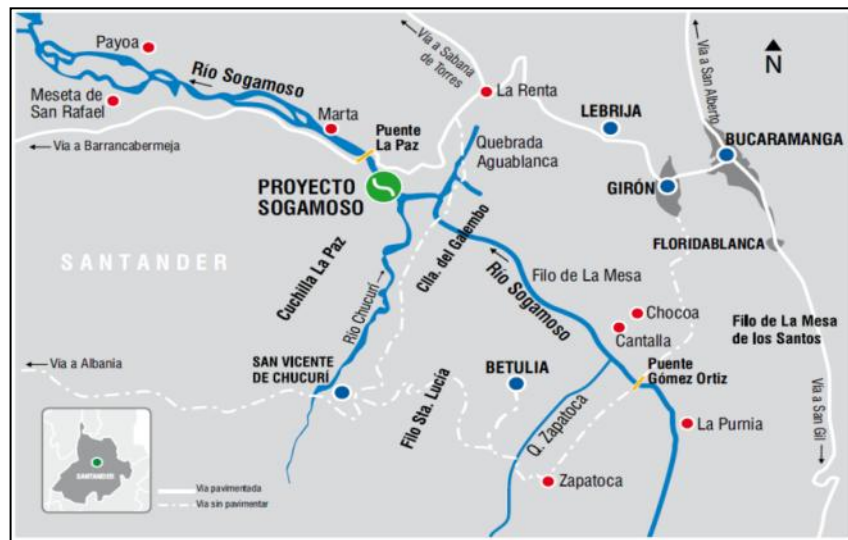 Payoa
Río Sogamoso
Meseta de
San Rafael
Marta
Vía a Sabana
de Torres
La Renta
LEBRIJA
N
Vía a San Alberto
Puente
La Paz
Vía a Barrancabermeja
Quebrada
Aguablanca
BUCARAMANGA
GIRÓN
PROYECTO
SOGAMOSO
FLORIDABLANCA
SANTANDER
Cuchilla La Paz
Clla. del Galembo
Río Chucurí
Río Sogamoso
Filo de La Mesa
Chocoa
Cantalla
Filo de La Mesa
de los Santos
Vía a Albania
SAN VICENTE
DE CHUCURÍ
Filo Sta. Lucía
BETULIA
Puente
Gómez Ortiz
Vía a San Gil
Q. Zapatoca
La Purnia
Zapatoca
SANTANDER
Vía pavimentada
Vía sin pavimentar